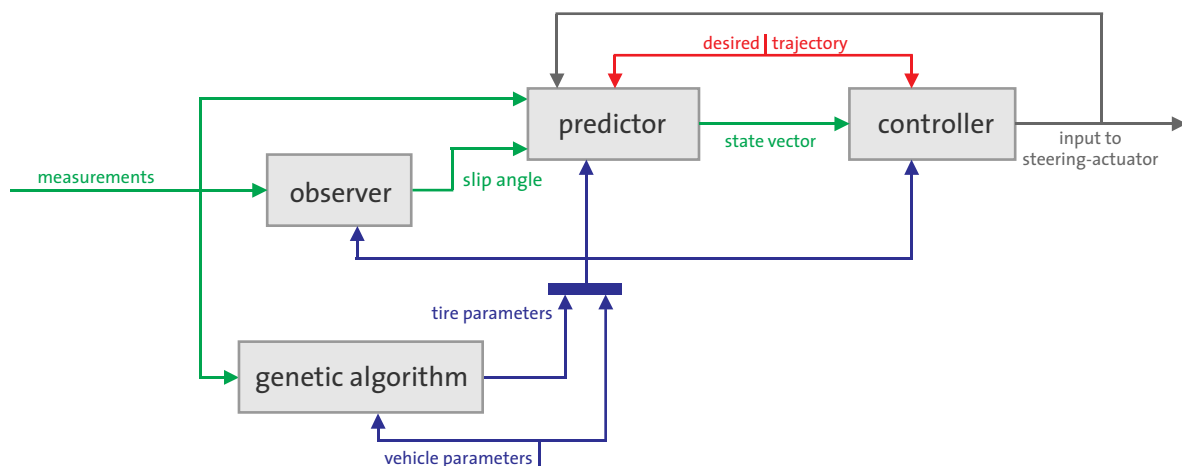 desired trajectory
predictor
controller
state vector
input to
steering-actuator
measurements
observer
slip angle
tire parameters
genetic algorithm
vehicle parameters